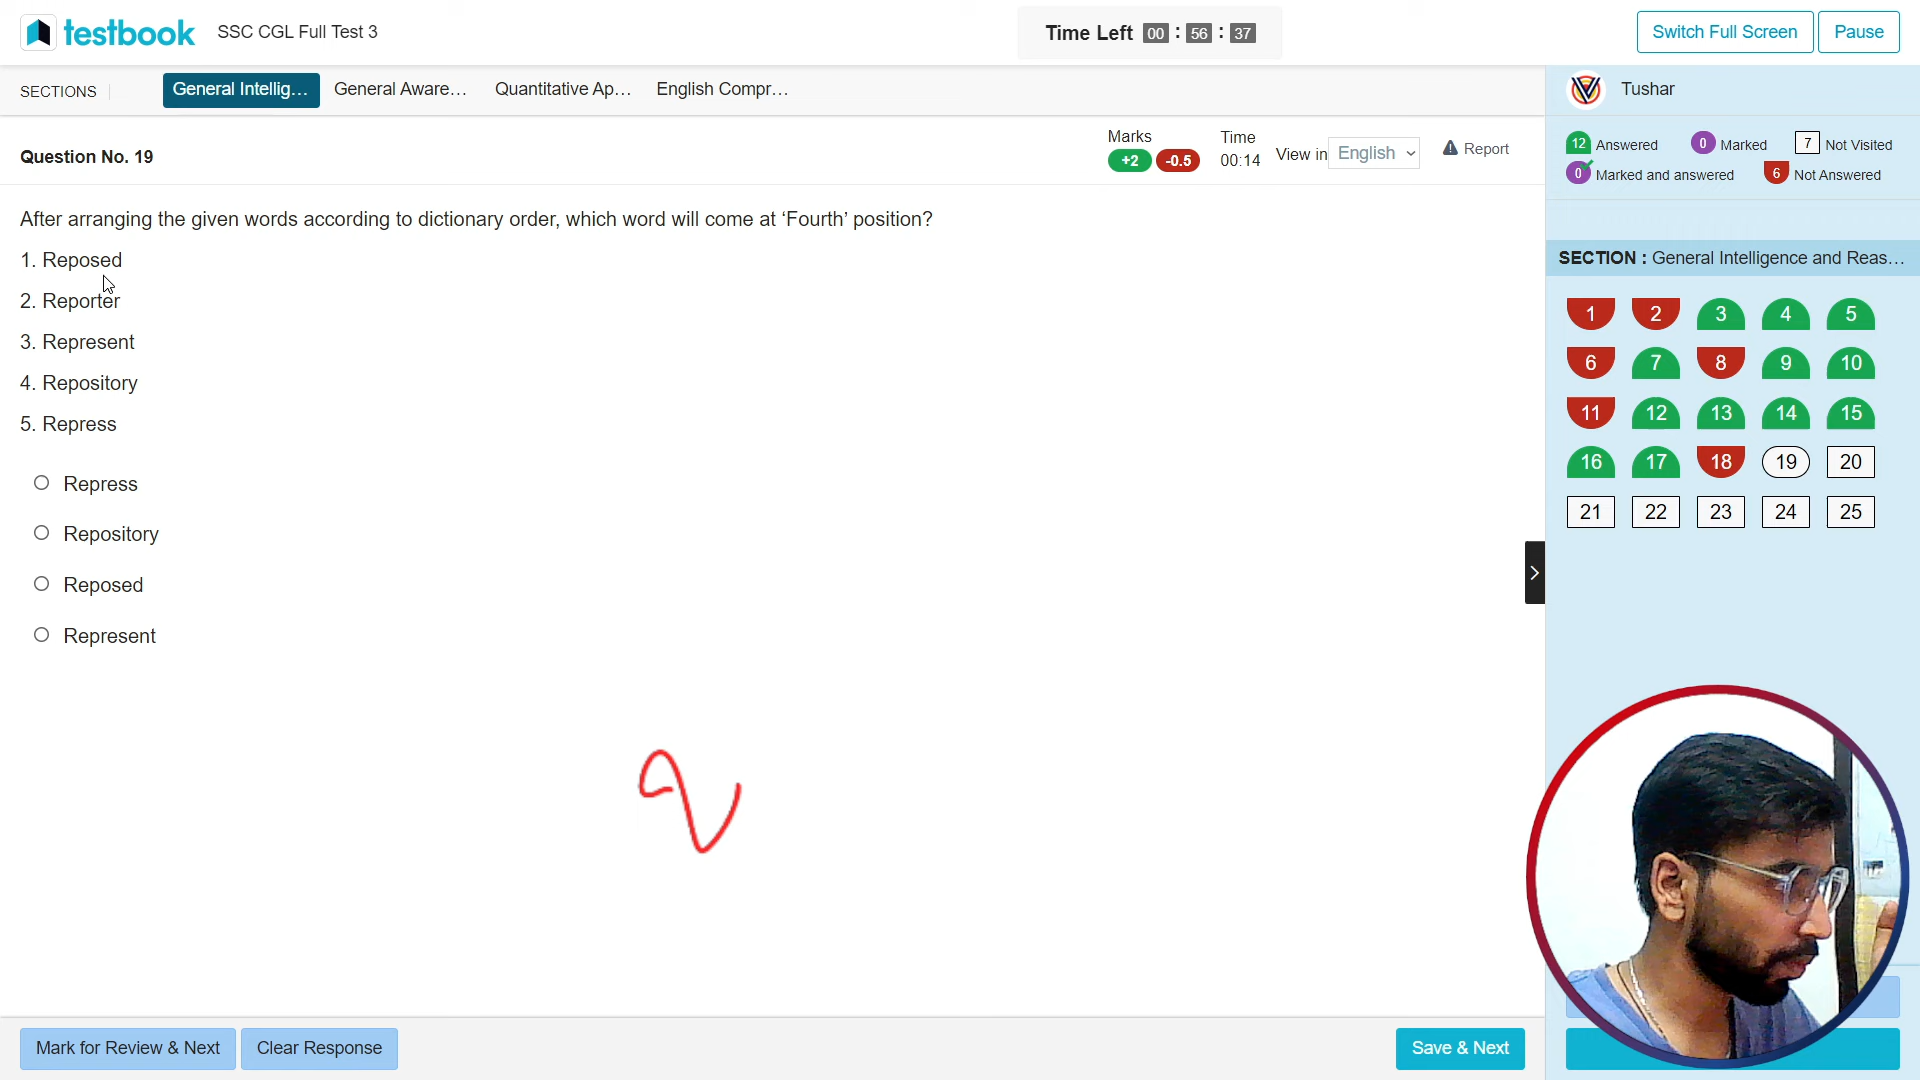 testbook SSC CGL Full Test 3 Time Left 00 : 56 : 37 Switch Full Screen Pause
SECTIONS General Intellig... General Aware... Quantitative Ap... English Compr...
Tushar
Question No. 19
Marks +2 -0.5
Time 00:14
View in English
Report
12 Answered 0 Marked 7 Not Visited
0 Marked and answered 6 Not Answered
After arranging the given words according to dictionary order, which word will come at ‘Fourth’ position?
1. Reposed
2. Reporter
3. Represent
4. Repository
5. Repress
Repress
Repository
Reposed
Represent
SECTION : General Intelligence and Reas...
1 2 3 4 5
6 7 8 9 10
11 12 13 14 15
16 17 18 19 20
21 22 23 24 25
Mark for Review & Next Clear Response Save & Next